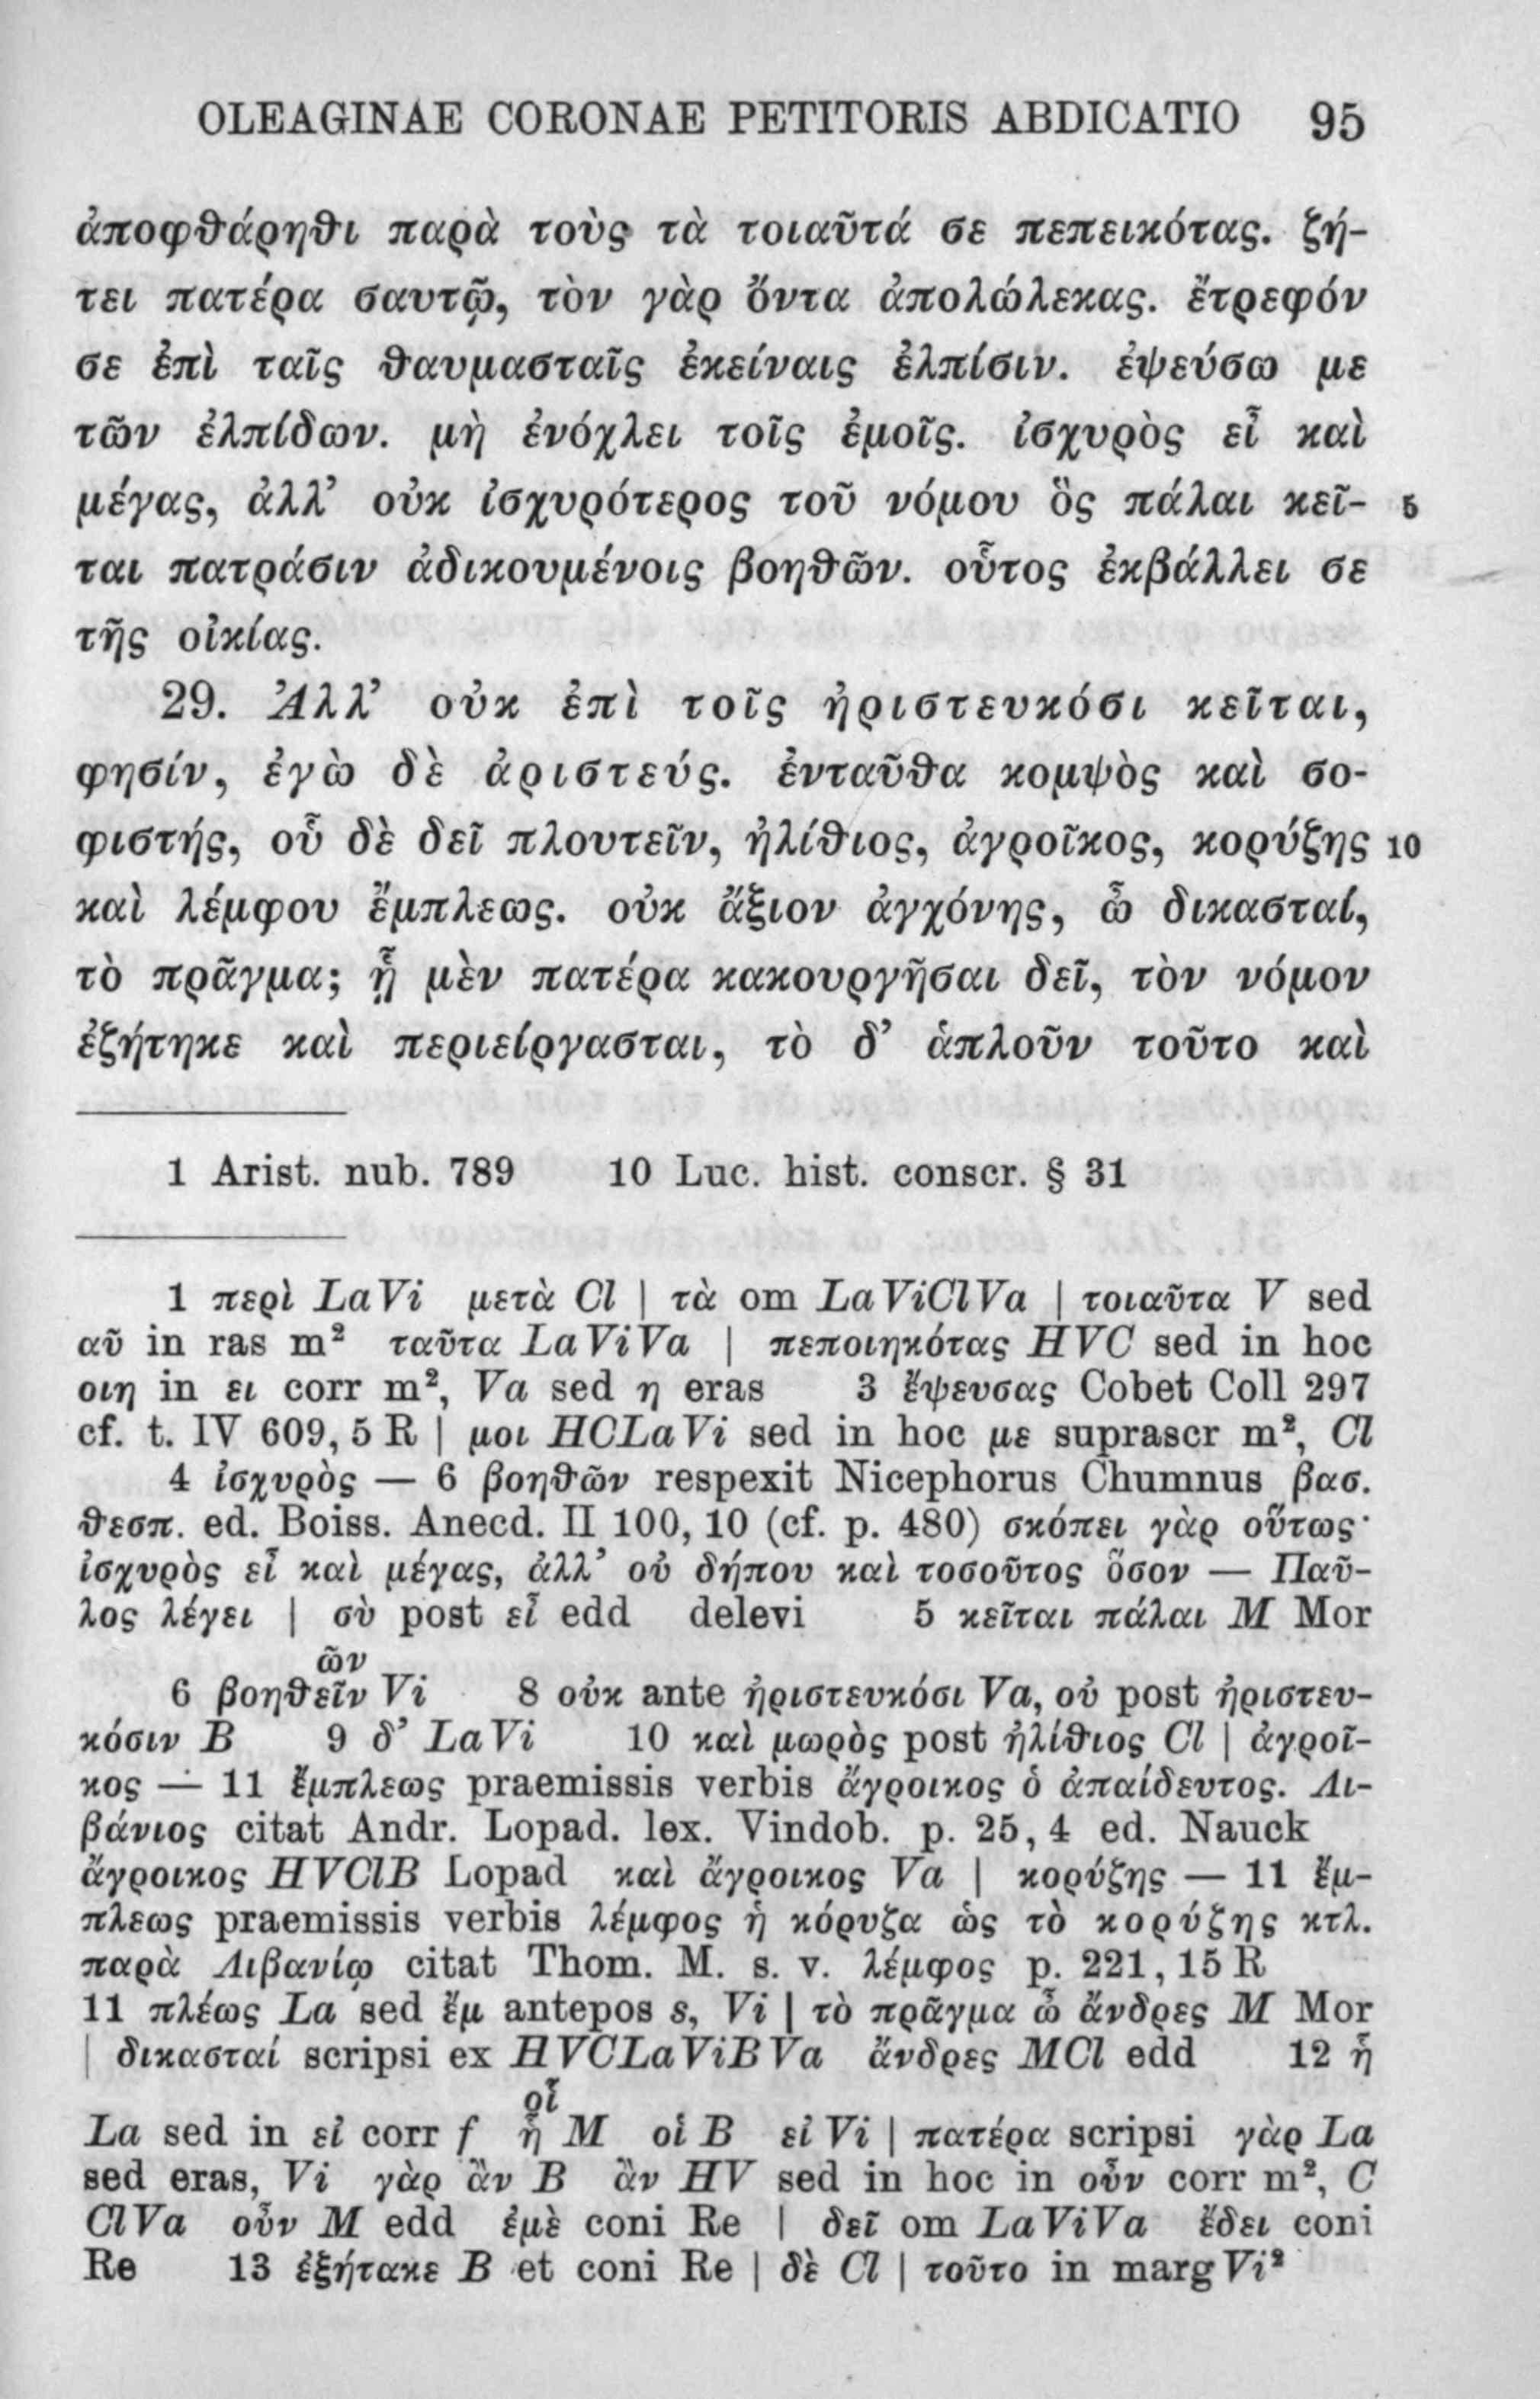 OLEAGINAE CORONAE PETITORIS ABDICATIO 95
ἀποφθάρηθι παρὰ τοὺς τὰ τοιαῦτά σε πεπεικότας. ζή-
τει πατέρα σαυτῷ, τὸν γὰρ ὄντα ἀπολώλεκας. ἔτρεφόν
σε ἐπὶ ταῖς θαυμασταῖς ἐκείναις ἐλπίσιν. ἐψεύσω με
τῶν ἐλπίδων. μὴ ἐνόχλει τοῖς ἐμοῖς. ἰσχυρὸς εἶ καὶ
μέγας, ἀλλ’ οὐκ ἰσχυρότερος τοῦ νόμου ὃς πάλαι κεῖ- 5
ται πατράσιν ἀδικουμένοις βοηθῶν. οὗτος ἐκβάλλει σε
τῆς οἰκίας.
29. Ἀλλ’ οὐκ ἐπὶ τοῖς ἠριστευκόσι κεῖται,
φησίν, ἐγὼ δὲ ἀριστεύς. ἐνταῦθα κομψὸς καὶ σο-
φιστής, οὗ δὲ δεῖ πλουτεῖν, ἠλίθιος, ἀγροῖκος, κορύζης 10
καὶ λέμφου ἔμπλεως. οὐκ ἄξιον ἀγχόνης, ὦ δικασταί,
τὸ πρᾶγμα; ᾗ μὲν πατέρα κακουργῆσαι δεῖ, τὸν νόμον
ἐζήτηκε καὶ περιείργασται, τὸ δ’ ἁπλοῦν τοῦτο καὶ
1 Arist. nub. 789 10 Luc. hist. conscr. § 31
1 περὶ LaVi μετὰ Cl | τὰ om LaViClVa | τοιαῦτα V sed
αῦ in ras m² ταῦτα LaViVa | πεποιηκότας HVC sed in hoc
οιη in ει corr m², Va sed η eras 3 ἔψευσας Cobet Coll 297
cf. t. IV 609, 5 R | μοι HCLaVi sed in hoc με suprascr m², Cl
4 ἰσχυρὸς — 6 βοηθῶν respexit Nicephorus Chumnus βασ.
θεσπ. ed. Boiss. Anecd. II 100, 10 (cf. p. 480) σκόπει γὰρ οὕτως·
ἰσχυρὸς εἶ καὶ μέγας, ἀλλ’ οὐ δήπου καὶ τοσοῦτος ὅσον — Παῦ-
λος λέγει | σὺ post εἶ edd delevi 5 κεῖται πάλαι M Mor
ῶν
6 βοηθεῖν Vi 8 οὐκ ante ἠριστευκόσι Va, οὐ post ἠριστευ-
κόσιν B 9 δ’ LaVi 10 καὶ μωρὸς post ἠλίθιος Cl | ἀγροῖ-
κος — 11 ἔμπλεως praemissis verbis ἄγροικος ὁ ἀπαίδευτος. Λι-
βάνιος citat Andr. Lopad. lex. Vindob. p. 25, 4 ed. Nauck
ἄγροικος HVClB Lopad καὶ ἄγροικος Va | κορύζης — 11 ἔμ-
πλεως praemissis verbis λέμφος ἡ κόρυζα ὡς τὸ κορύζης κτλ.
παρὰ Λιβανίῳ citat Thom. M. s. v. λέμφος p. 221, 15 R
11 πλέως La sed ἔμ antepos s, Vi | τὸ πρᾶγμα ὦ ἄνδρες M Mor
| δικασταί scripsi ex HVCLaViBVa ἄνδρες MCl edd 12 ἦ
οἷ
La sed in εἰ corr f ἦ M οἱ B εἰ Vi | πατέρα scripsi γὰρ La
sed eras, Vi γὰρ ἂν B ἂν HV sed in hoc in οὖν corr m², C
ClVa οὖν M edd ἐμὲ coni Re | δεῖ om LaViVa ἔδει coni
Re 13 ἐξήτακε B et coni Re | δὲ Cl | τοῦτο in marg Vi²